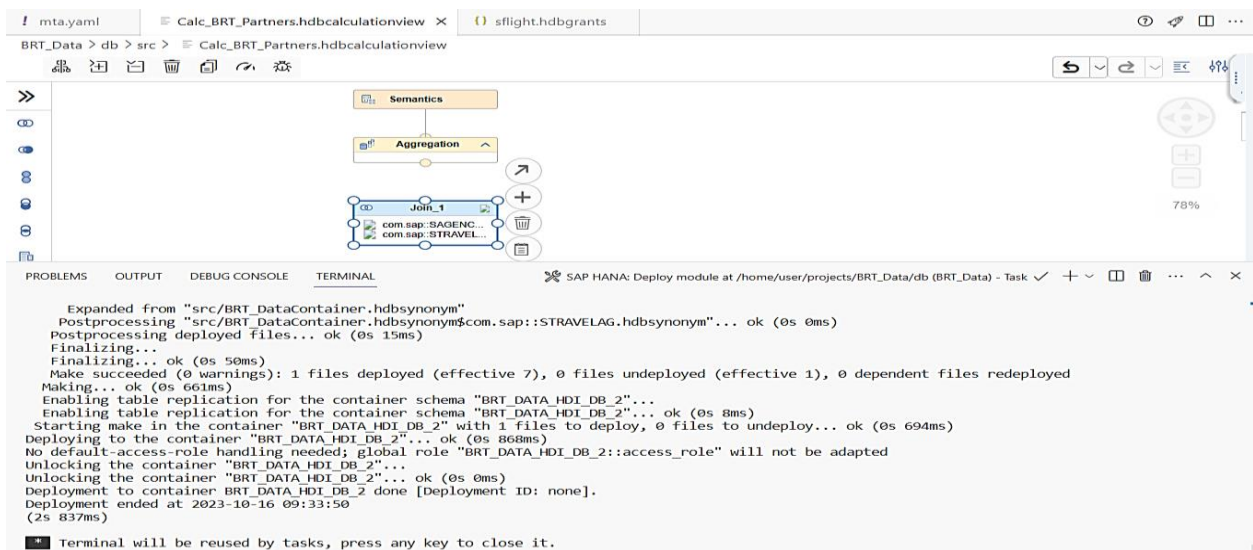 ! mta.yaml Calc_BRT_Partners.hdbcalculationview × {} sflight.hdbgrants
BRT_Data > db > src > Calc_BRT_Partners.hdbcalculationview
Semantics
Aggregation
Join_1
com.sap::SAGENC...
com.sap::STRAVEL...
78%
PROBLEMS OUTPUT DEBUG CONSOLE TERMINAL SAP HANA: Deploy module at /home/user/projects/BRT_Data/db (BRT_Data) - Task
Expanded from "src/BRT_DataContainer.hdbsynonym"
Postprocessing "src/BRT_DataContainer.hdbsynonym$com.sap::STRAVELAG.hdbsynonym"... ok (0s 0ms)
Postprocessing deployed files... ok (0s 15ms)
Finalizing...
Finalizing... ok (0s 50ms)
Make succeeded (0 warnings): 1 files deployed (effective 7), 0 files undeployed (effective 1), 0 dependent files redeployed
Making... ok (0s 661ms)
Enabling table replication for the container schema "BRT_DATA_HDI_DB_2"...
Enabling table replication for the container schema "BRT_DATA_HDI_DB_2"... ok (0s 8ms)
Starting make in the container "BRT_DATA_HDI_DB_2" with 1 files to deploy, 0 files to undeploy... ok (0s 694ms)
Deploying to the container "BRT_DATA_HDI_DB_2"... ok (0s 868ms)
No default-access-role handling needed; global role "BRT_DATA_HDI_DB_2::access_role" will not be adapted
Unlocking the container "BRT_DATA_HDI_DB_2"...
Unlocking the container "BRT_DATA_HDI_DB_2"... ok (0s 0ms)
Deployment to container BRT_DATA_HDI_DB_2 done [Deployment ID: none].
Deployment ended at 2023-10-16 09:33:50
(2s 837ms)
* Terminal will be reused by tasks, press any key to close it.